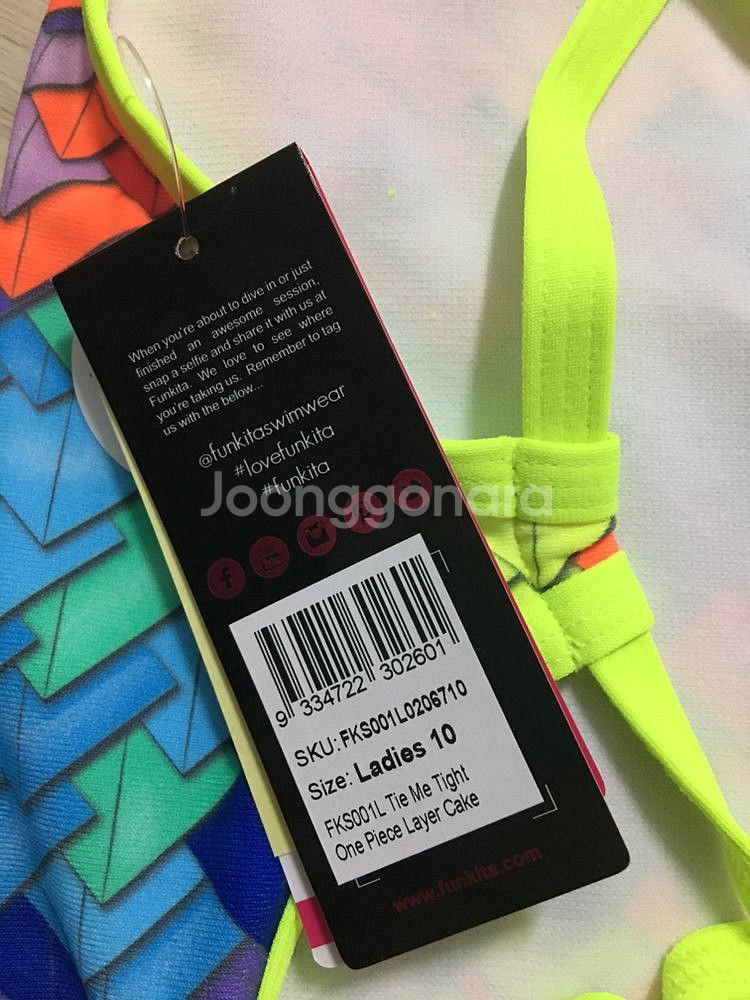 When you're about to dive in or just
finished an awesome session,
snap a selfie and share it with us at
Funkita. We love to see where
you're taking us. Remember to tag
us with the below...
@funkitaswimwear
#lovefunkita
#funkita
Joonggonara
9 334722 302601
SKU: FKS001L0206710
Size: Ladies 10
FKS001L Tie Me Tight
One Piece Layer Cake
www.funkita.com